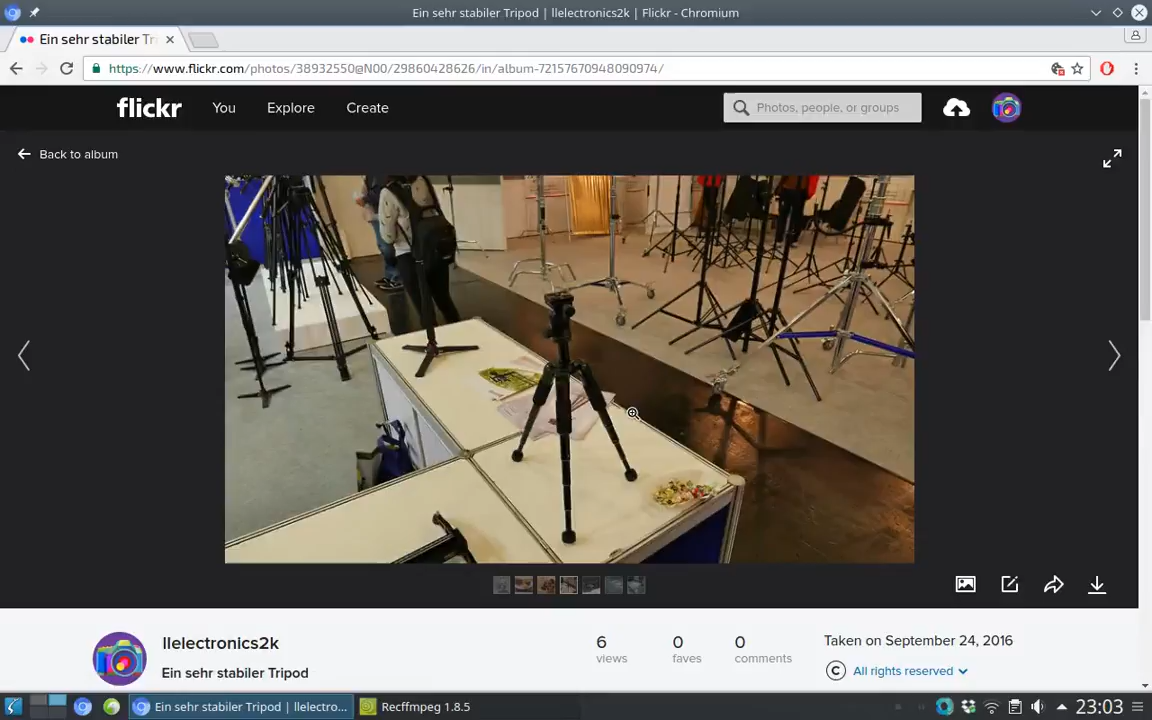 Ein sehr stabiler Tripod | llelectronics2k | Flickr - Chromium
Ein sehr stabiler Tri
https://www.flickr.com/photos/38932550@N00/29860428626/in/album-72157670948090974/
flickr
You
Explore
Create
Photos, people, or groups
Back to album
llelectronics2k
Ein sehr stabiler Tripod
6
views
0
faves
0
comments
Taken on September 24, 2016
All rights reserved
Ein sehr stabiler Tripod | llelectro...
Recffmpeg 1.8.5
23:03